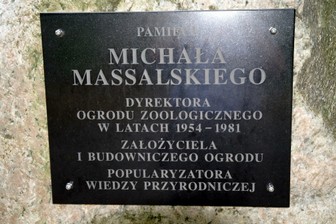 PAMIĘCI
MICHAŁA
MASSALSKIEGO
DYREKTORA
OGRODU ZOOLOGICZNEGO
W LATACH 1954-1981
ZAŁOŻYCIELA
I BUDOWNICZEGO OGRODU
POPULARYZATORA
WIEDZY PRZYRODNICZEJ